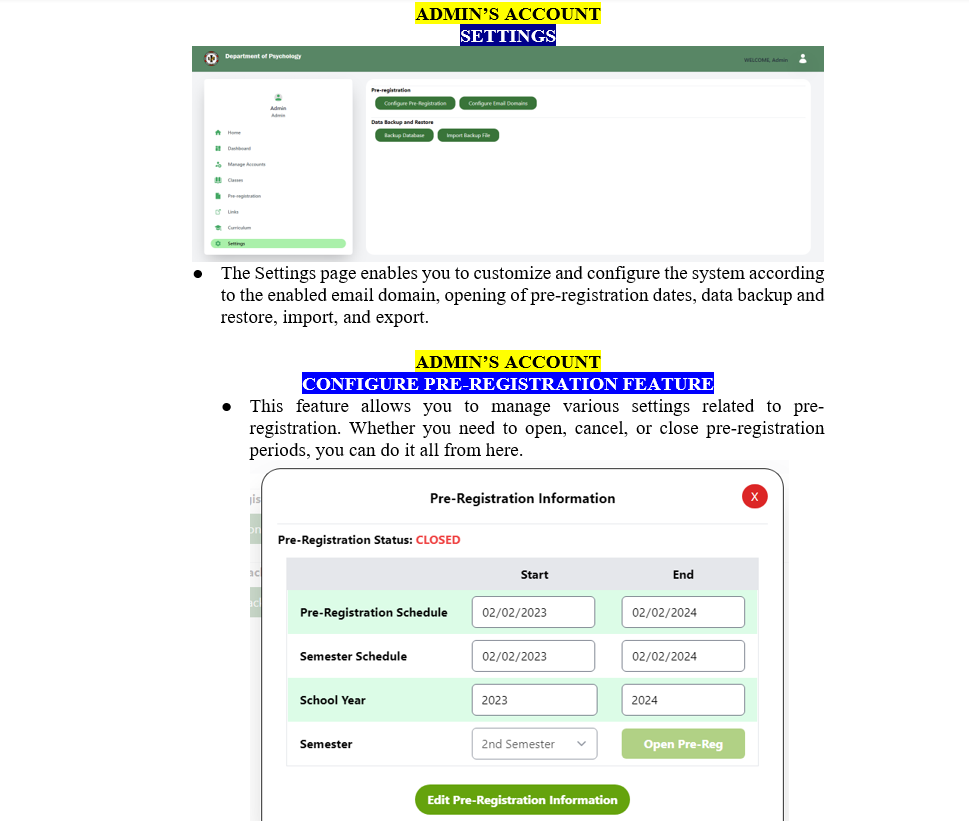 ADMIN'S ACCOUNT
SETTINGS
Department of Psychology
WELCOME, Admin
Admin
Admin
Home
Dashboard
Manage Accounts
Classes
Pre-registration
Links
Curriculum
Settings
Pre-registration
Configure Pre-Registration
Configure Email Domains
Data Backup and Restore
Backup Database
Import Backup File
● The Settings page enables you to customize and configure the system according
to the enabled email domain, opening of pre-registration dates, data backup and
restore, import, and export.
ADMIN'S ACCOUNT
CONFIGURE PRE-REGISTRATION FEATURE
● This feature allows you to manage various settings related to pre-
registration. Whether you need to open, cancel, or close pre-registration
periods, you can do it all from here.
Pre-Registration Information
X
Pre-Registration Status: CLOSED
Start End
Pre-Registration Schedule 02/02/2023 02/02/2024
Semester Schedule 02/02/2023 02/02/2024
School Year 2023 2024
Semester 2nd Semester Open Pre-Reg
Edit Pre-Registration Information